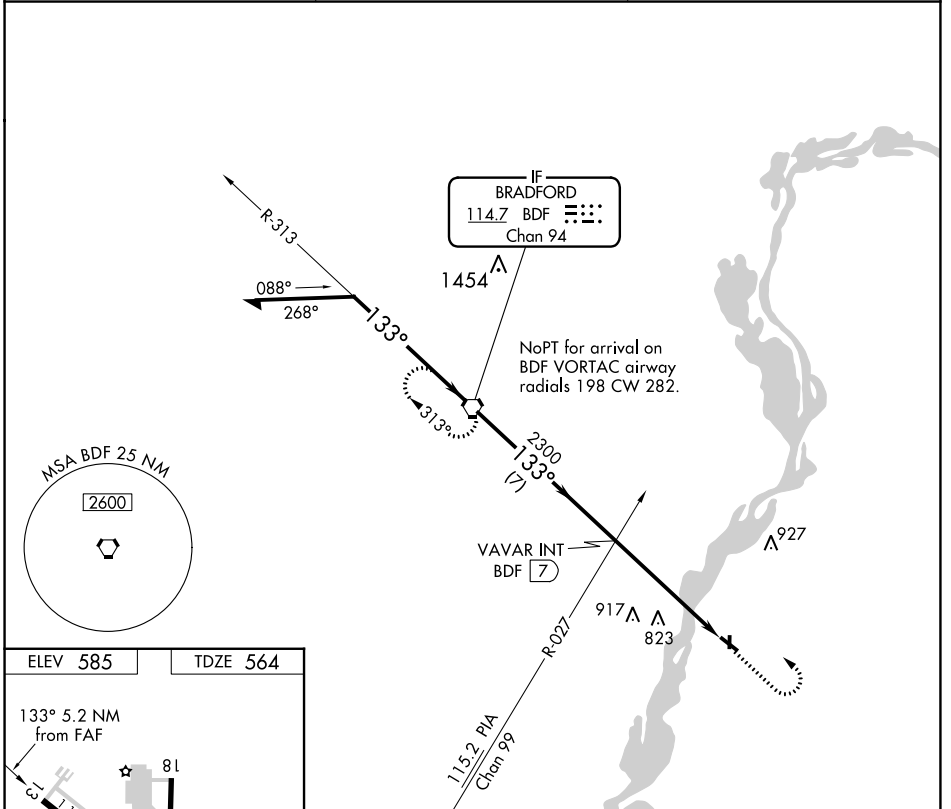 IF
BRADFORD
114.7 BDF
Chan 94
R-313
1454
088°
268°
133°
NoPT for arrival on
BDF VORTAC airway
radials 198 CW 282.
313°
2300
133°
(7)
MSA BDF 25 NM
2600
VAVAR INT
BDF 7
927
917
823
R-027
115.2 PIA
Chan 99
ELEV 585
TDZE 564
133° 5.2 NM
from FAF
18
13